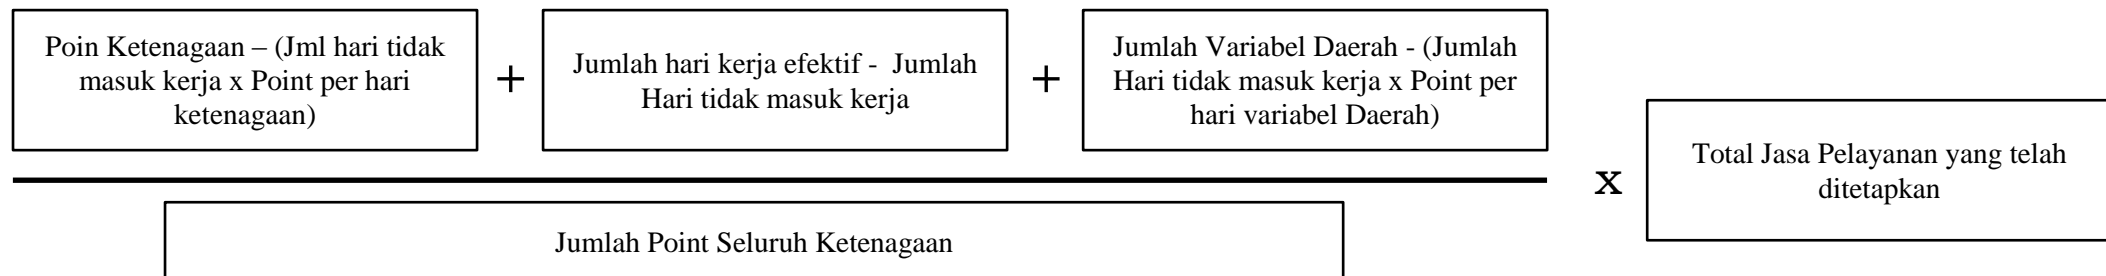 Poin Ketenagaan – (Jml hari tidak
masuk kerja x Point per hari
ketenagaan)
+
Jumlah hari kerja efektif - Jumlah
Hari tidak masuk kerja
+
Jumlah Variabel Daerah - (Jumlah
Hari tidak masuk kerja x Point per
hari variabel Daerah)
x
Total Jasa Pelayanan yang telah
ditetapkan
Jumlah Point Seluruh Ketenagaan